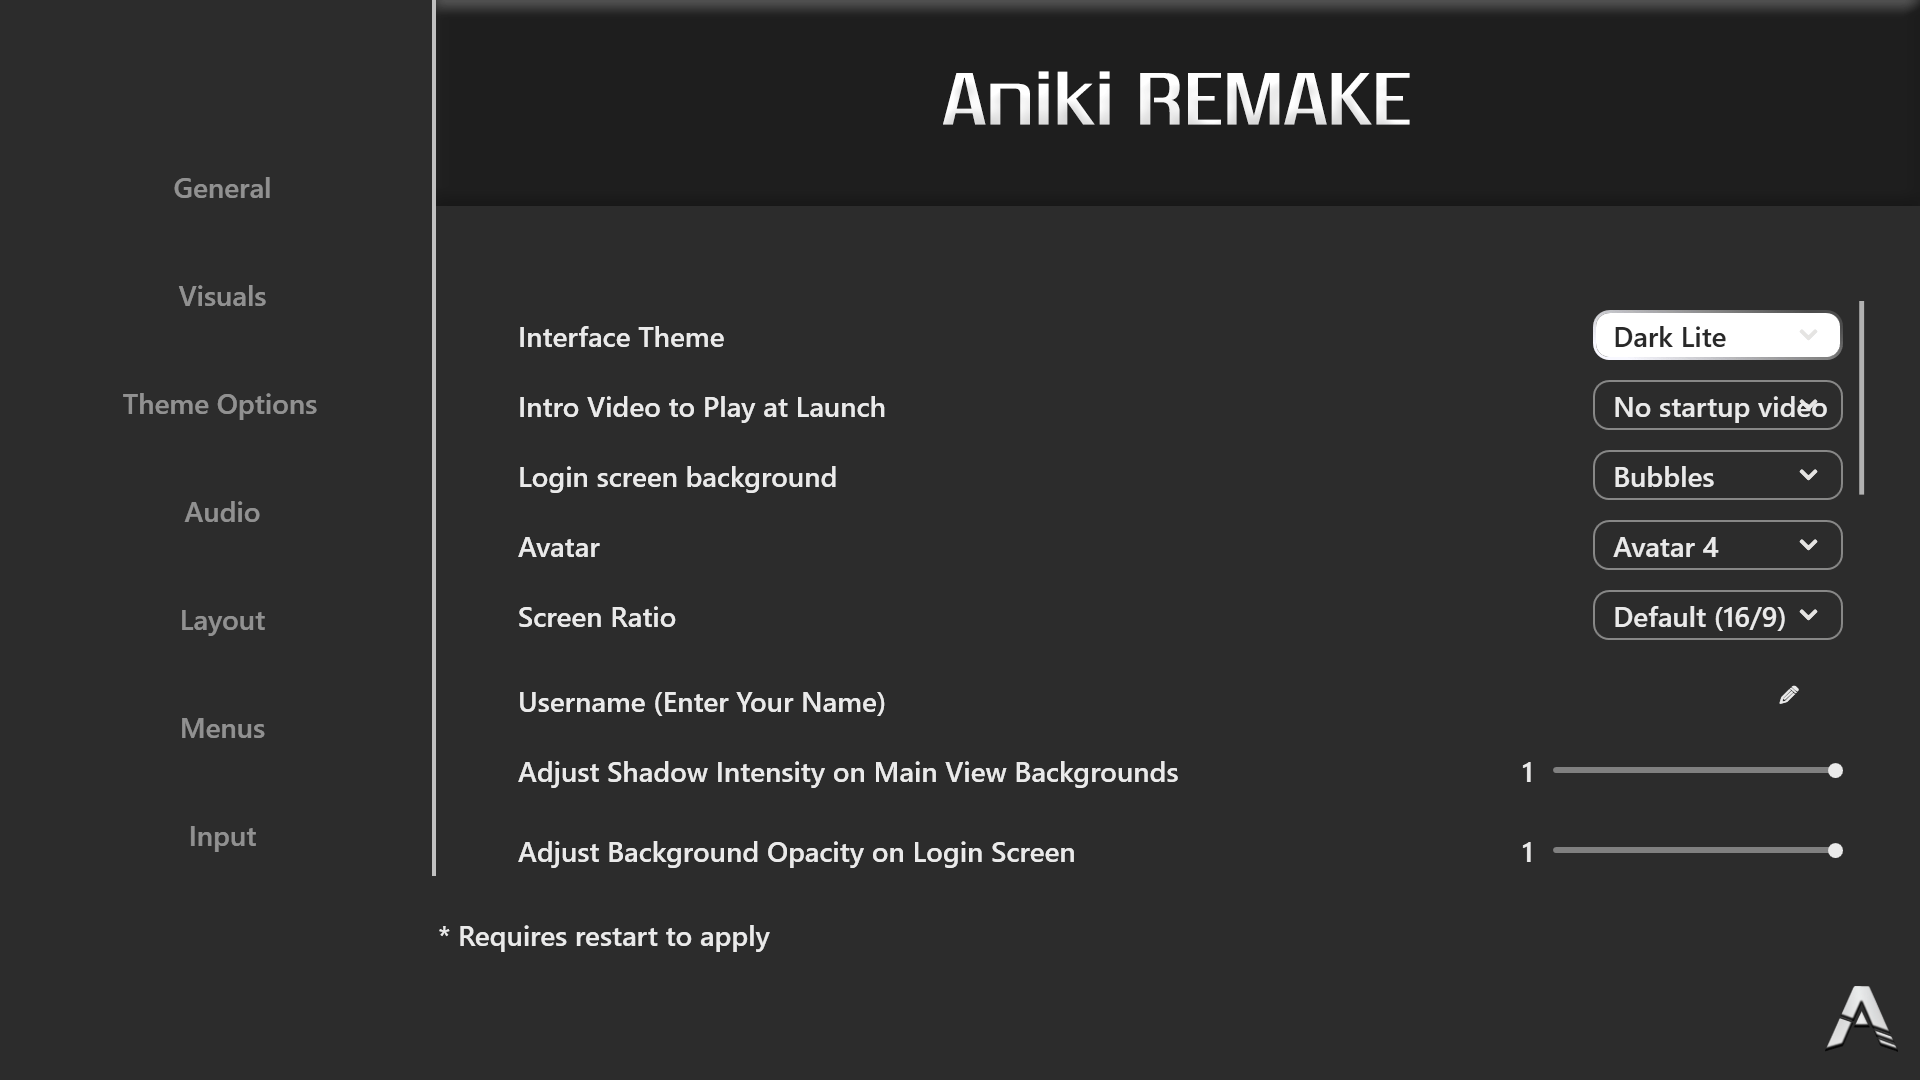 Aniki REMAKE
General
Visuals
Theme Options
Audio
Layout
Menus
Input
Interface Theme
Dark Lite
Intro Video to Play at Launch
No startup video
Login screen background
Bubbles
Avatar
Avatar 4
Screen Ratio
Default (16/9)
Username (Enter Your Name)
Adjust Shadow Intensity on Main View Backgrounds
1
Adjust Background Opacity on Login Screen
1
* Requires restart to apply